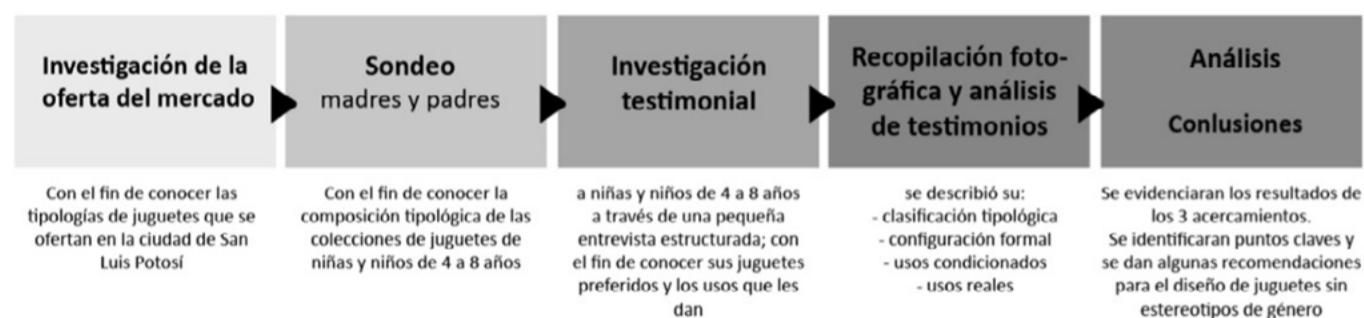 Investigación de la
oferta del mercado
Con el fin de conocer las
tipologías de juguetes que se
ofertan en la ciudad de San
Luis Potosí
Sondeo
madres y padres
Con el fin de conocer la
composición tipológica de las
colecciones de juguetes de
niñas y niños de 4 a 8 años
Investigación
testimonial
a niñas y niños de 4 a 8 años
a través de una pequeña
entrevista estructurada; con
el fin de conocer sus juguetes
preferidos y los usos que les
dan
Recopilación foto-
gráfica y análisis
de testimonios
se describió su:
- clasificación tipológica
- configuración formal
- usos condicionados
- usos reales
Análisis
Conlusiones
Se evidenciaran los resultados de
los 3 acercamientos.
Se identificaran puntos claves y
se dan algunas recomendaciones
para el diseño de juguetes sin
estereotipos de género